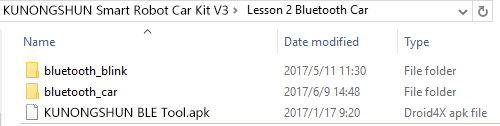 KUNONGSHUN Smart Robot Car Kit V3 > Lesson 2 Bluetooth Car
Name Date modified Type
bluetooth_blink 2017/5/11 11:30 File folder
bluetooth_car 2017/6/9 14:48 File folder
KUNONGSHUN BLE Tool.apk 2017/1/17 9:20 Droid4X apk file